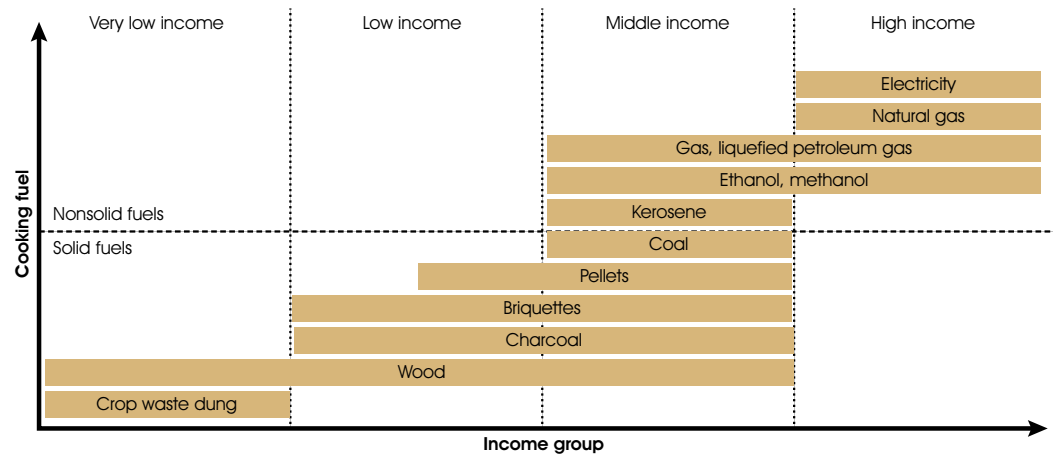 Very low income
Low income
Middle income
High income
Electricity
Natural gas
Gas, liquefied petroleum gas
Ethanol, methanol
Nonsolid fuels
Kerosene
Solid fuels
Coal
Pellets
Briquettes
Charcoal
Wood
Crop waste dung
Cooking fuel
Income group